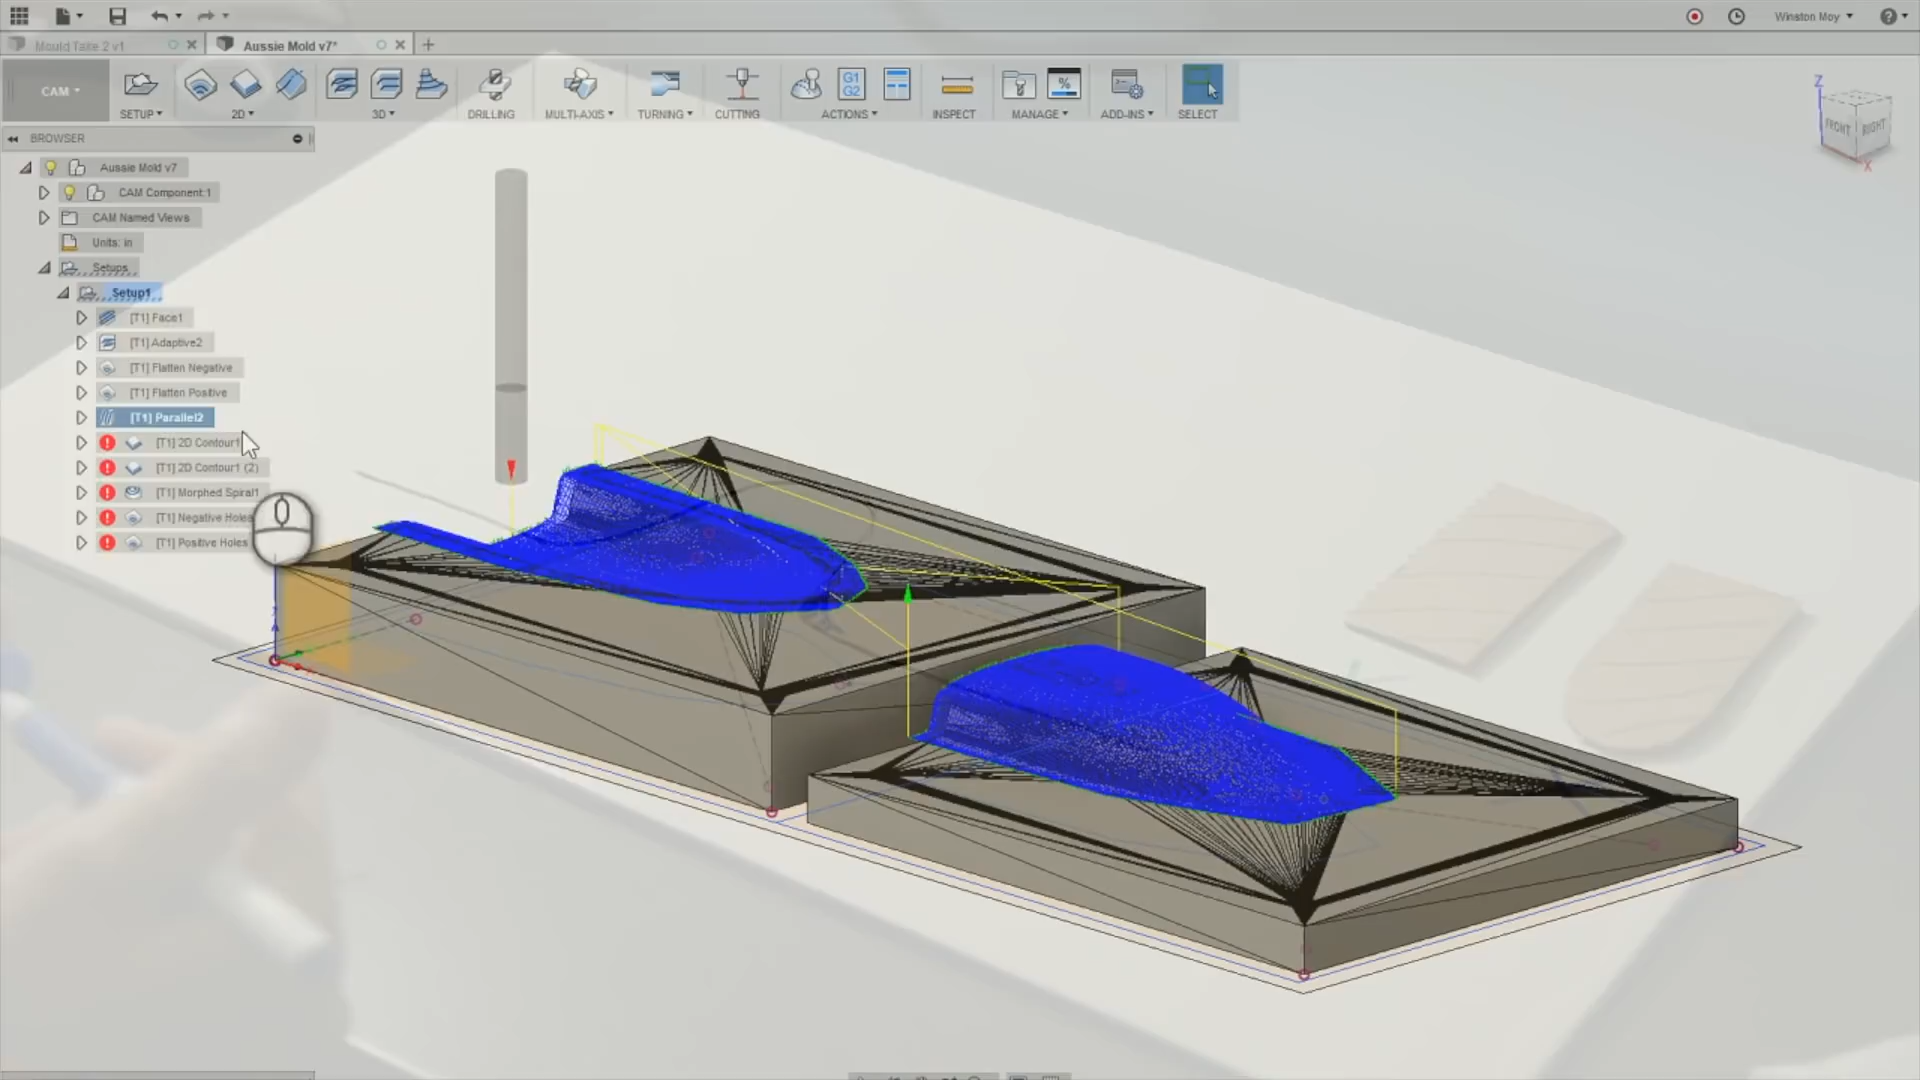 Winston Moy
Mould Take 2 v1
Aussie Mold v7*
CAM
SETUP
2D
3D
DRILLING
MULTI-AXIS
TURNING
CUTTING
G1
G2
ACTIONS
INSPECT
%
MANAGE
ADD-INS
SELECT
Z
FRONT
RIGHT
X
BROWSER
Aussie Mold v7
CAM Component:1
CAM Named Views
Units: in
Setups
Setup1
[T1] Face1
[T1] Adaptive2
[T1] Flatten Negative
[T1] Flatten Positive
[T1] Parallel2
[T1] 2D Contour1
[T1] 2D Contour1 (2)
[T1] Morphed Spiral1
[T1] Negative Holes
[T1] Positive Holes